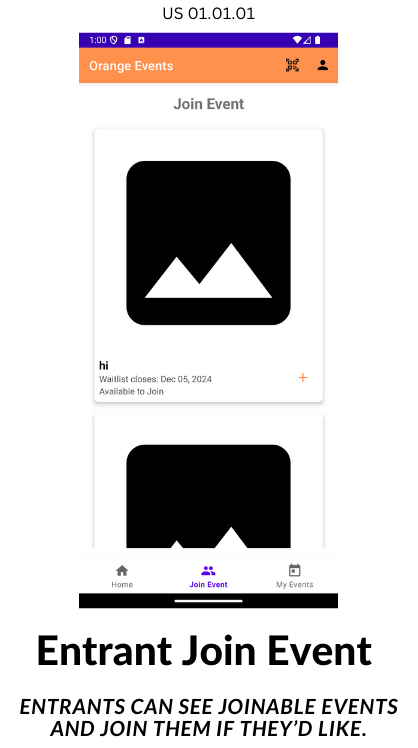 US 01.01.01
1:00
Orange Events
Join Event
hi
Waitlist closes: Dec 05, 2024
Available to Join
+
Home
Join Event
My Events
Entrant Join Event
ENTRANTS CAN SEE JOINABLE EVENTS
AND JOIN THEM IF THEY'D LIKE.